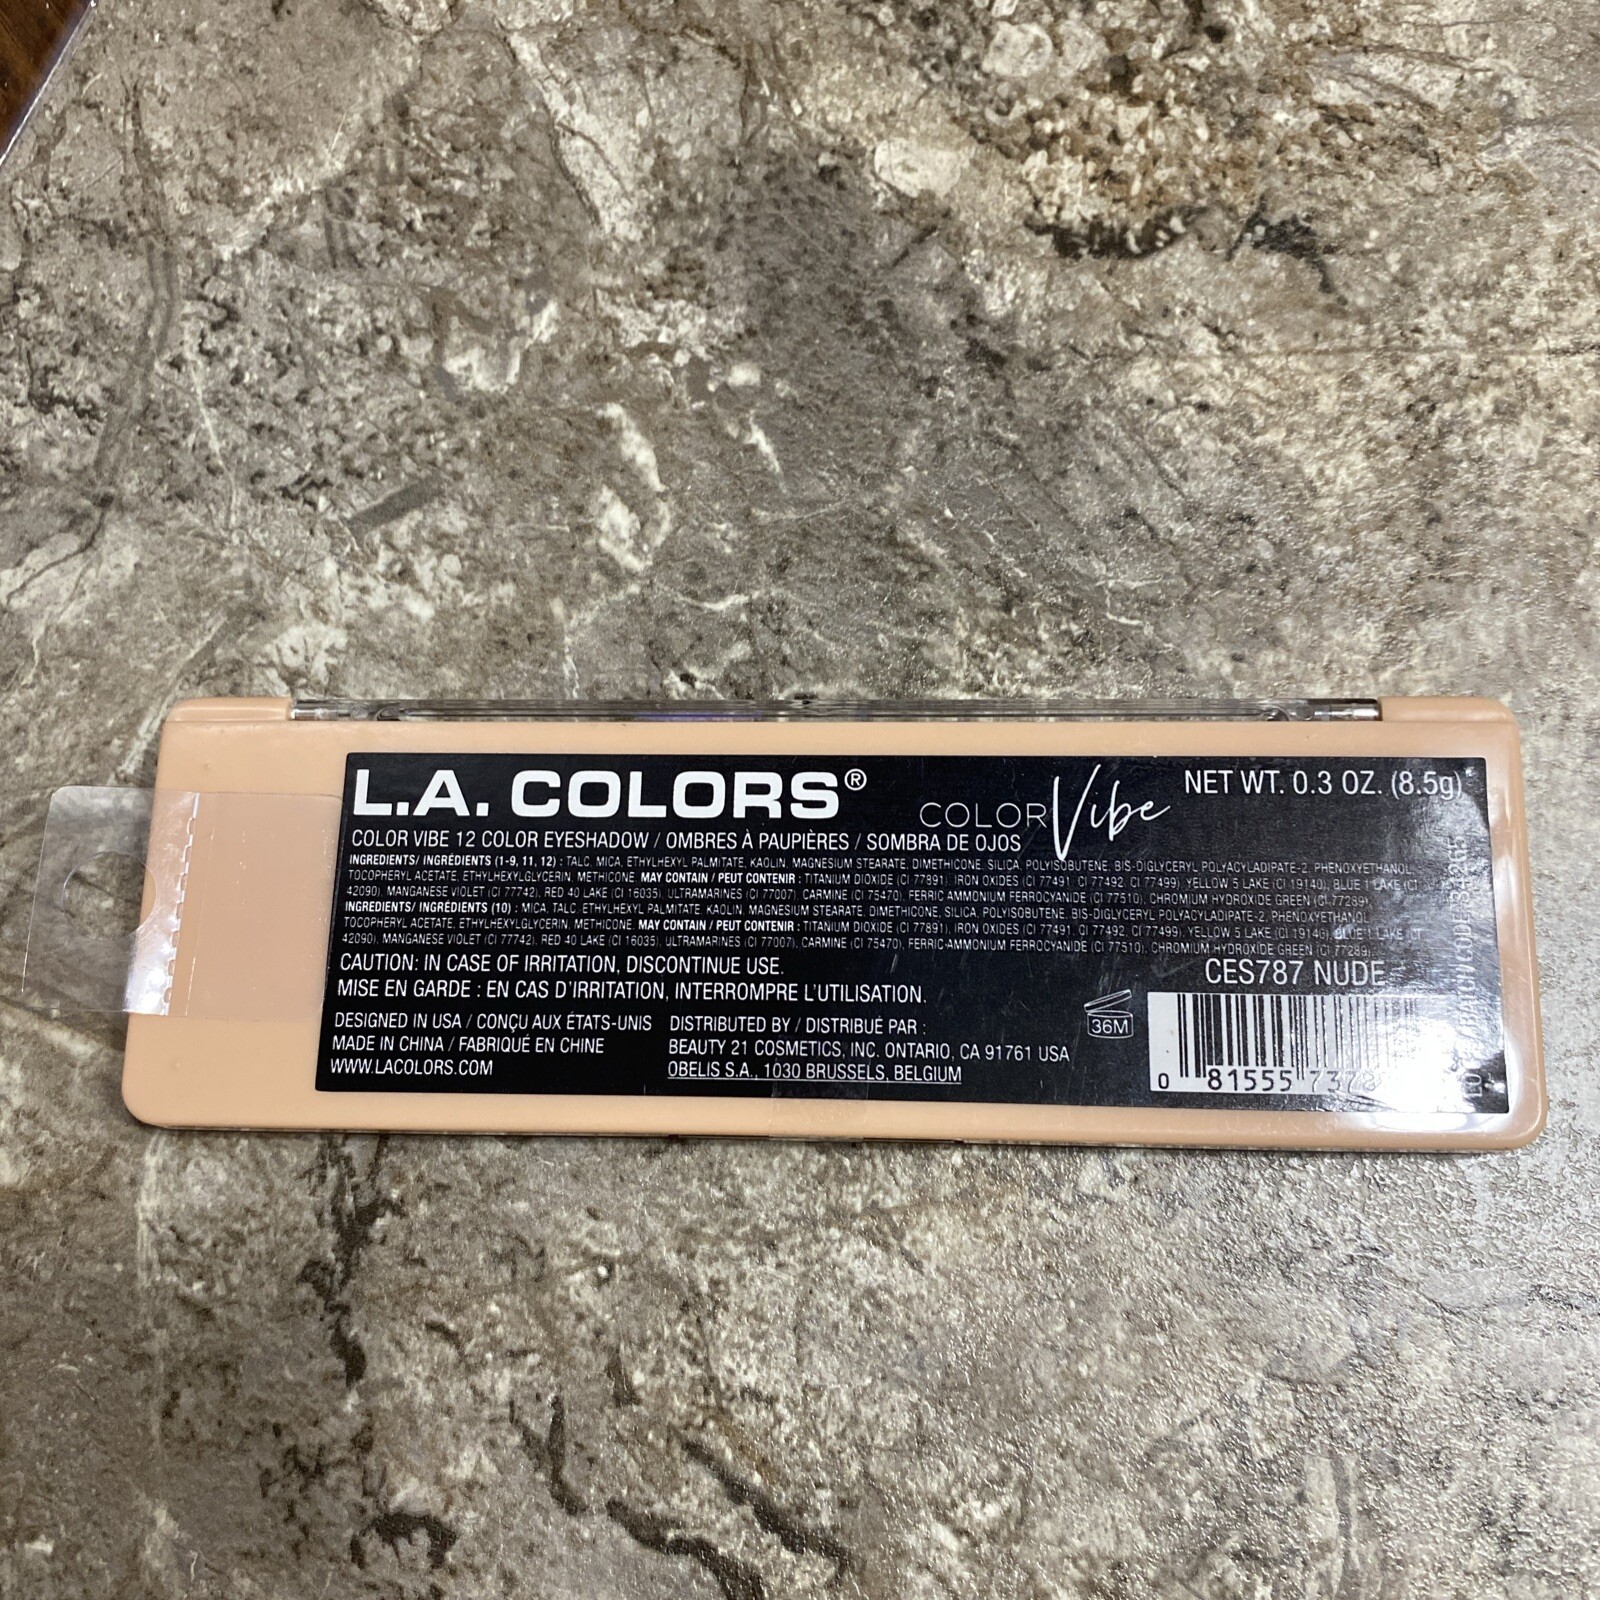 L.A. COLORS®
COLOR Vibe
NET WT. 0.3 OZ. (8.5g)
COLOR VIBE 12 COLOR EYESHADOW / OMBRES À PAUPIÈRES / SOMBRA DE OJOS
INGREDIENTS/ INGRÉDIENTS (1-9, 11, 12) : TALC, MICA, ETHYLHEXYL PALMITATE, KAOLIN, MAGNESIUM STEARATE, DIMETHICONE, SILICA, POLYISOBUTENE, BIS-DIGLYCERYL POLYACYLADIPATE-2, PHENOXYETHANOL,
TOCOPHERYL ACETATE, ETHYLHEXYLGLYCERIN, METHICONE. MAY CONTAIN / PEUT CONTENIR : TITANIUM DIOXIDE (CI 77891), IRON OXIDES (CI 77491, CI 77492, CI 77499), YELLOW 5 LAKE (CI 19140), BLUE 1 LAKE (CI
42090), MANGANESE VIOLET (CI 77742), RED 40 LAKE (CI 16035), ULTRAMARINES (CI 77007), CARMINE (CI 75470), FERRIC AMMONIUM FERROCYANIDE (CI 77510), CHROMIUM HYDROXIDE GREEN (CI 77289).
INGREDIENTS/ INGRÉDIENTS (10) : MICA, TALC, ETHYLHEXYL PALMITATE, KAOLIN, MAGNESIUM STEARATE, DIMETHICONE, SILICA, POLYISOBUTENE, BIS-DIGLYCERYL POLYACYLADIPATE-2, PHENOXYETHANOL,
TOCOPHERYL ACETATE, ETHYLHEXYLGLYCERIN, METHICONE. MAY CONTAIN / PEUT CONTENIR : TITANIUM DIOXIDE (CI 77891), IRON OXIDES (CI 77491, CI 77492, CI 77499), YELLOW 5 LAKE (CI 19140), BLUE 1 LAKE (CI
42090), MANGANESE VIOLET (CI 77742), RED 40 LAKE (CI 16035), ULTRAMARINES (CI 77007), CARMINE (CI 75470), FERRIC AMMONIUM FERROCYANIDE (CI 77510), CHROMIUM HYDROXIDE GREEN (CI 77289).
CAUTION: IN CASE OF IRRITATION, DISCONTINUE USE.
MISE EN GARDE : EN CAS D'IRRITATION, INTERROMPRE L'UTILISATION.
DESIGNED IN USA / CONÇU AUX ÉTATS-UNIS
MADE IN CHINA / FABRIQUÉ EN CHINE
WWW.LACOLORS.COM
DISTRIBUTED BY / DISTRIBUÉ PAR :
BEAUTY 21 COSMETICS, INC. ONTARIO, CA 91761 USA
OBELIS S.A., 1030 BRUSSELS, BELGIUM
36M
CES787 NUDE
0 81555